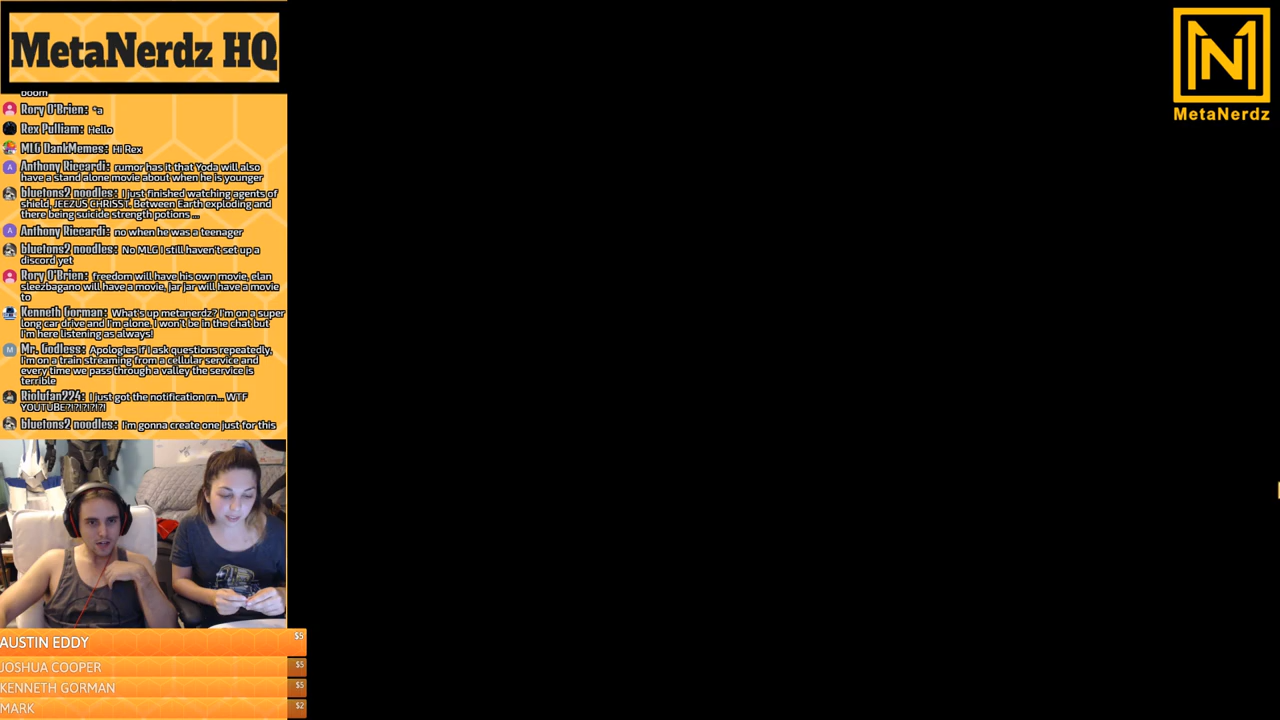 MetaNerdz HQ
MetaNerdz
boom
Rory O'Brien: *a
Rex Pulliam: Hello
MLG DankMemes: Hi Rex
Anthony Riccardi: rumor has it that Yoda will also
have a stand alone movie about when he is younger
bluetons2 noodles: I just finished watching agents of
shield, JEEZUS CHRISST. Between Earth exploding and
there being suicide strength potions ...
Anthony Riccardi: no when he was a teenager
bluetons2 noodles: No MLG I still haven't set up a
discord yet
Rory O'Brien: freedom will have his own movie, elan
sleezbagano will have a movie, jar jar will have a movie
to
Kenneth Gorman: What's up metanerdz? I'm on a super
long car drive and I'm alone. I won't be in the chat but
I'm here listening as always!
Mr. Godless: Apologies if I ask questions repeatedly,
I'm on a train streaming from a cellular service and
every time we pass through a valley the service is
terrible
Riolufan224: I just got the notification rn... WTF
YOUTUBE?!?!?!?!?!
bluetons2 noodles: I'm gonna create one just for this
AUSTIN EDDY $5
JOSHUA COOPER $5
KENNETH GORMAN $5
MARK $2